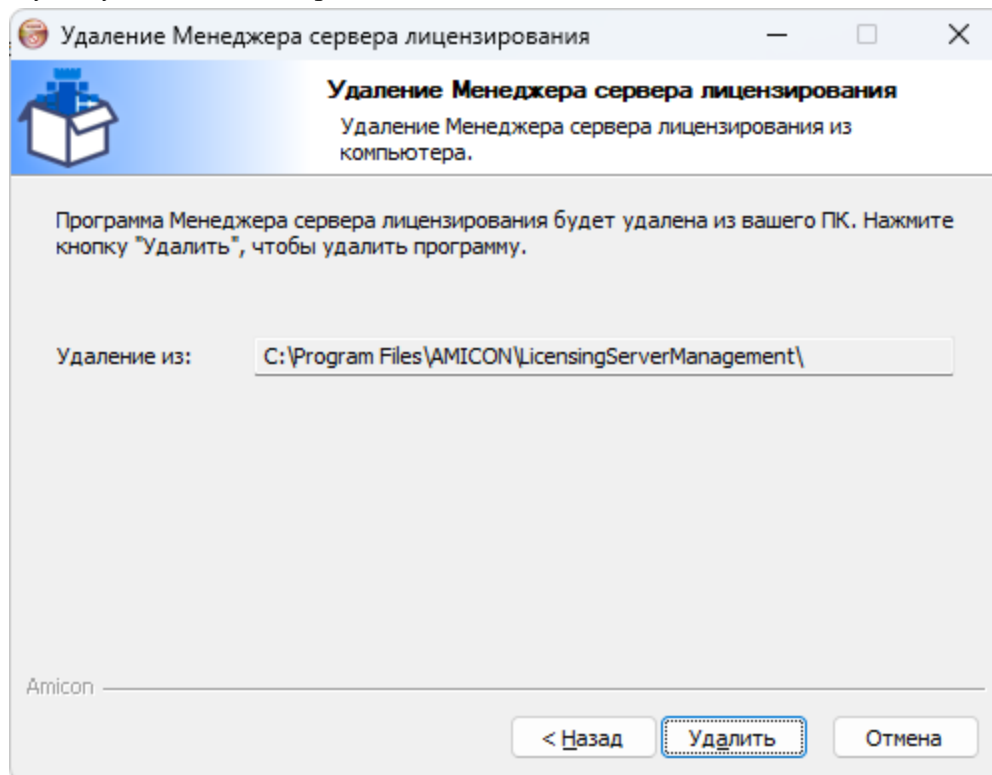 Удаление Менеджера сервера лицензирования
Удаление Менеджера сервера лицензирования
Удаление Менеджера сервера лицензирования из
компьютера.
Программа Менеджера сервера лицензирования будет удалена из вашего ПК. Нажмите
кнопку "Удалить", чтобы удалить программу.
Удаление из: C:\Program Files\AMICON\LicensingServerManagement\
Amicon
< Назад Удалить Отмена